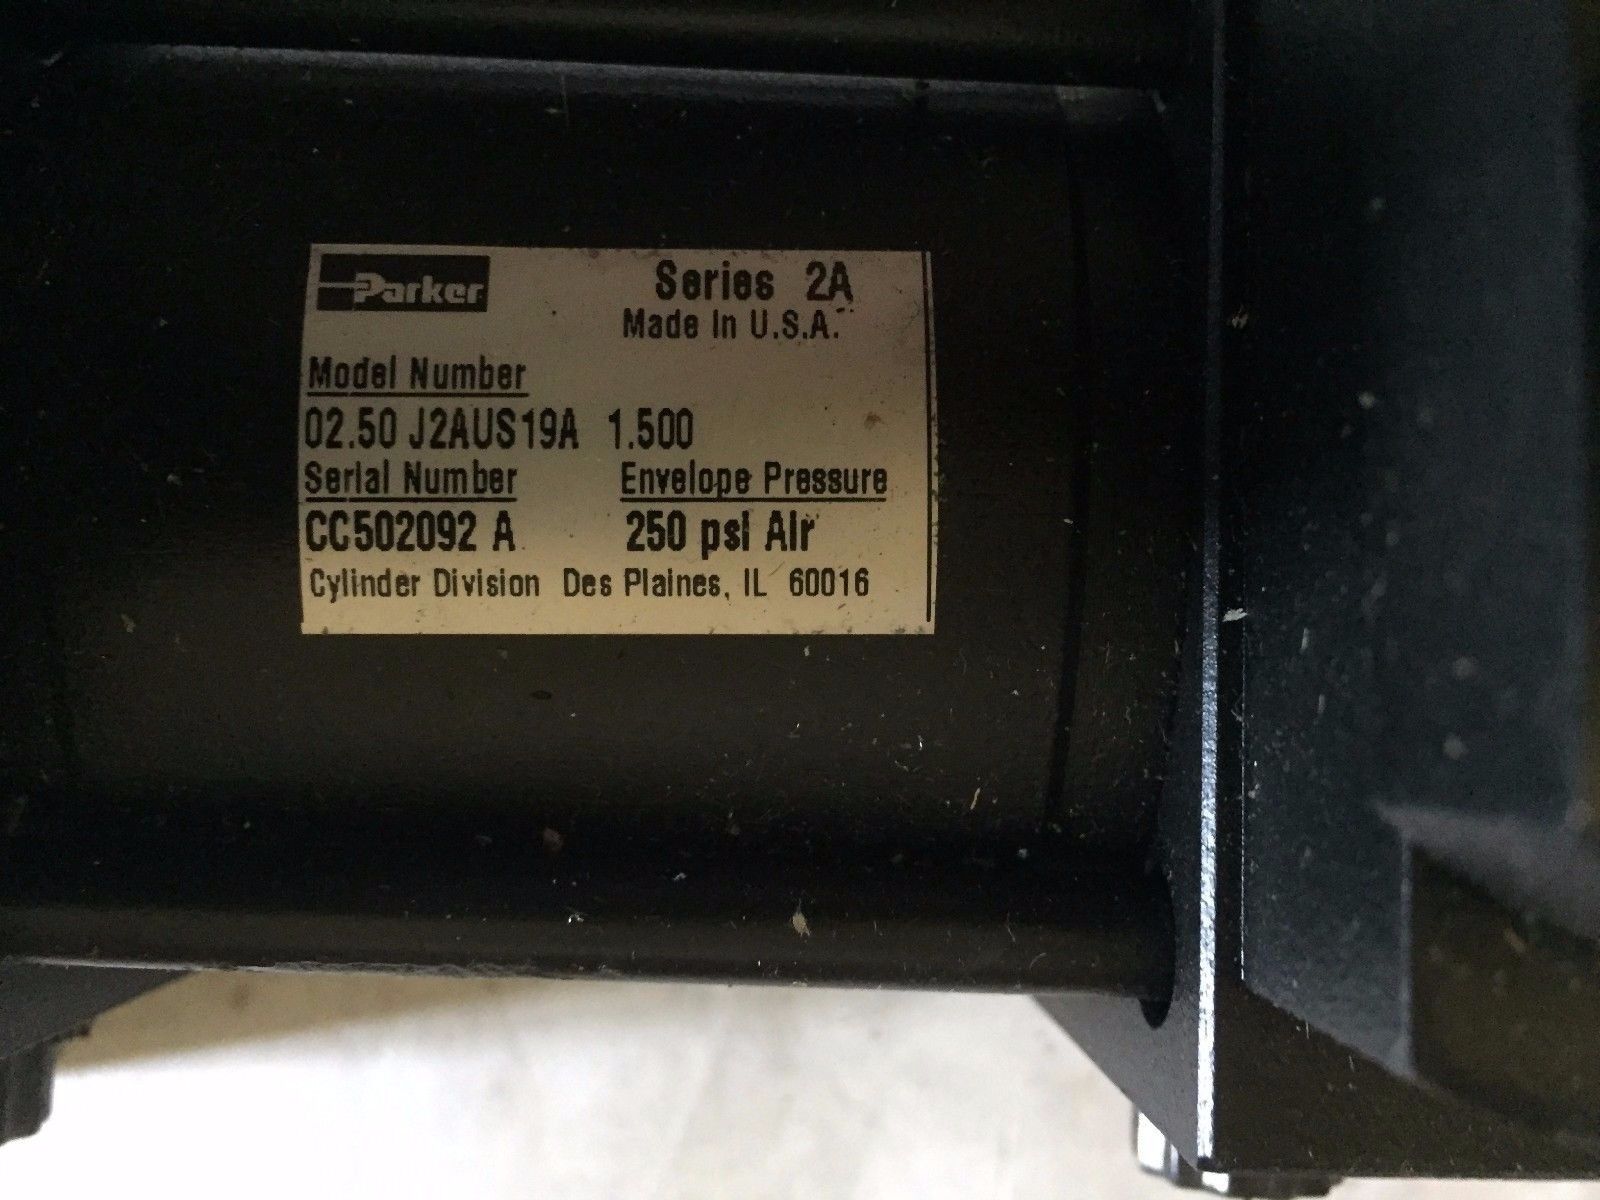 Parker
Series 2A
Made In U.S.A.
Model Number
02.50 J2AUS19A 1.500
Serial Number Envelope Pressure
CC502092 A 250 psi Air
Cylinder Division Des Plaines, IL 60016